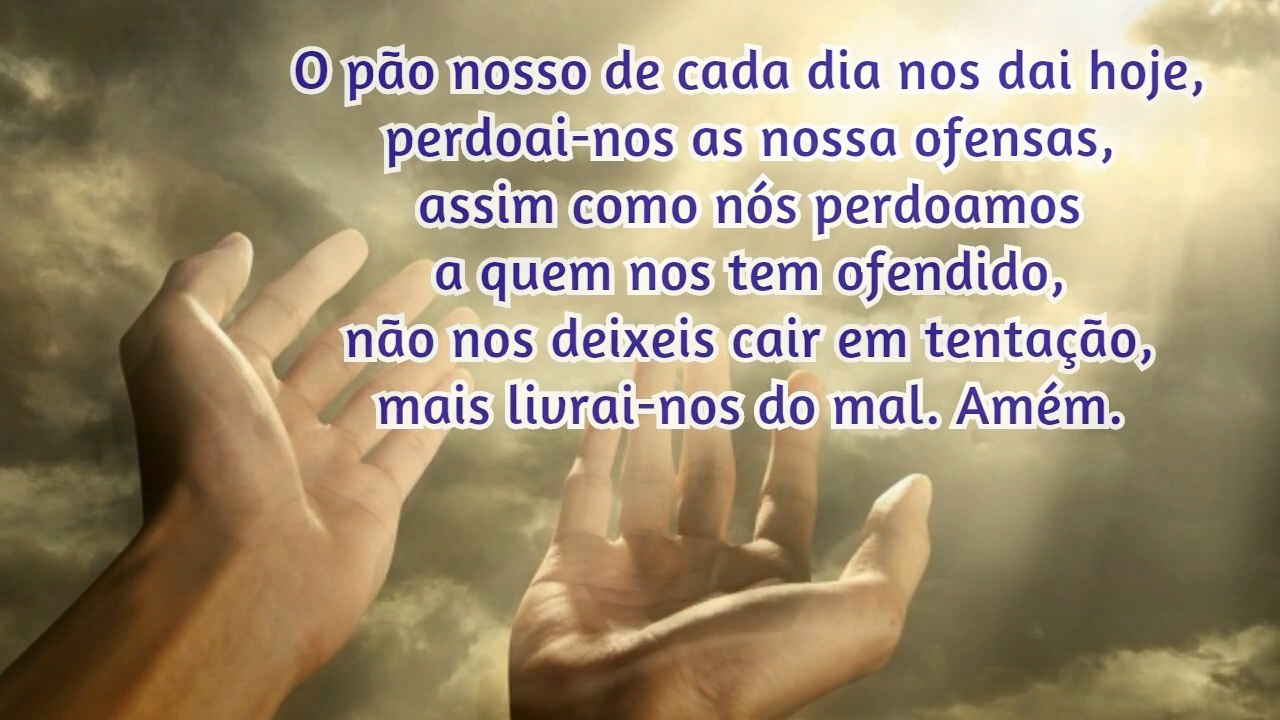 O pão nosso de cada dia nos dai hoje,
perdoai-nos as nossa ofensas,
assim como nós perdoamos
a quem nos tem ofendido,
não nos deixeis cair em tentação,
mais livrai-nos do mal. Amém.